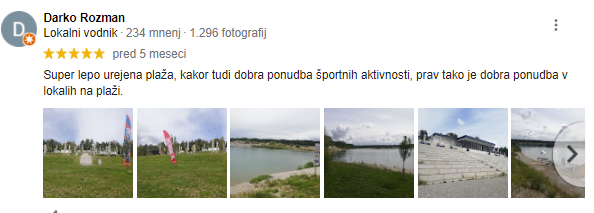 D
Darko Rozman
Lokalni vodnik · 234 mnenj · 1.296 fotografij
pred 5 meseci
Super lepo urejena plaža, kakor tudi dobra ponudba športnih aktivnosti, prav tako je dobra ponudba v
lokalih na plaži.